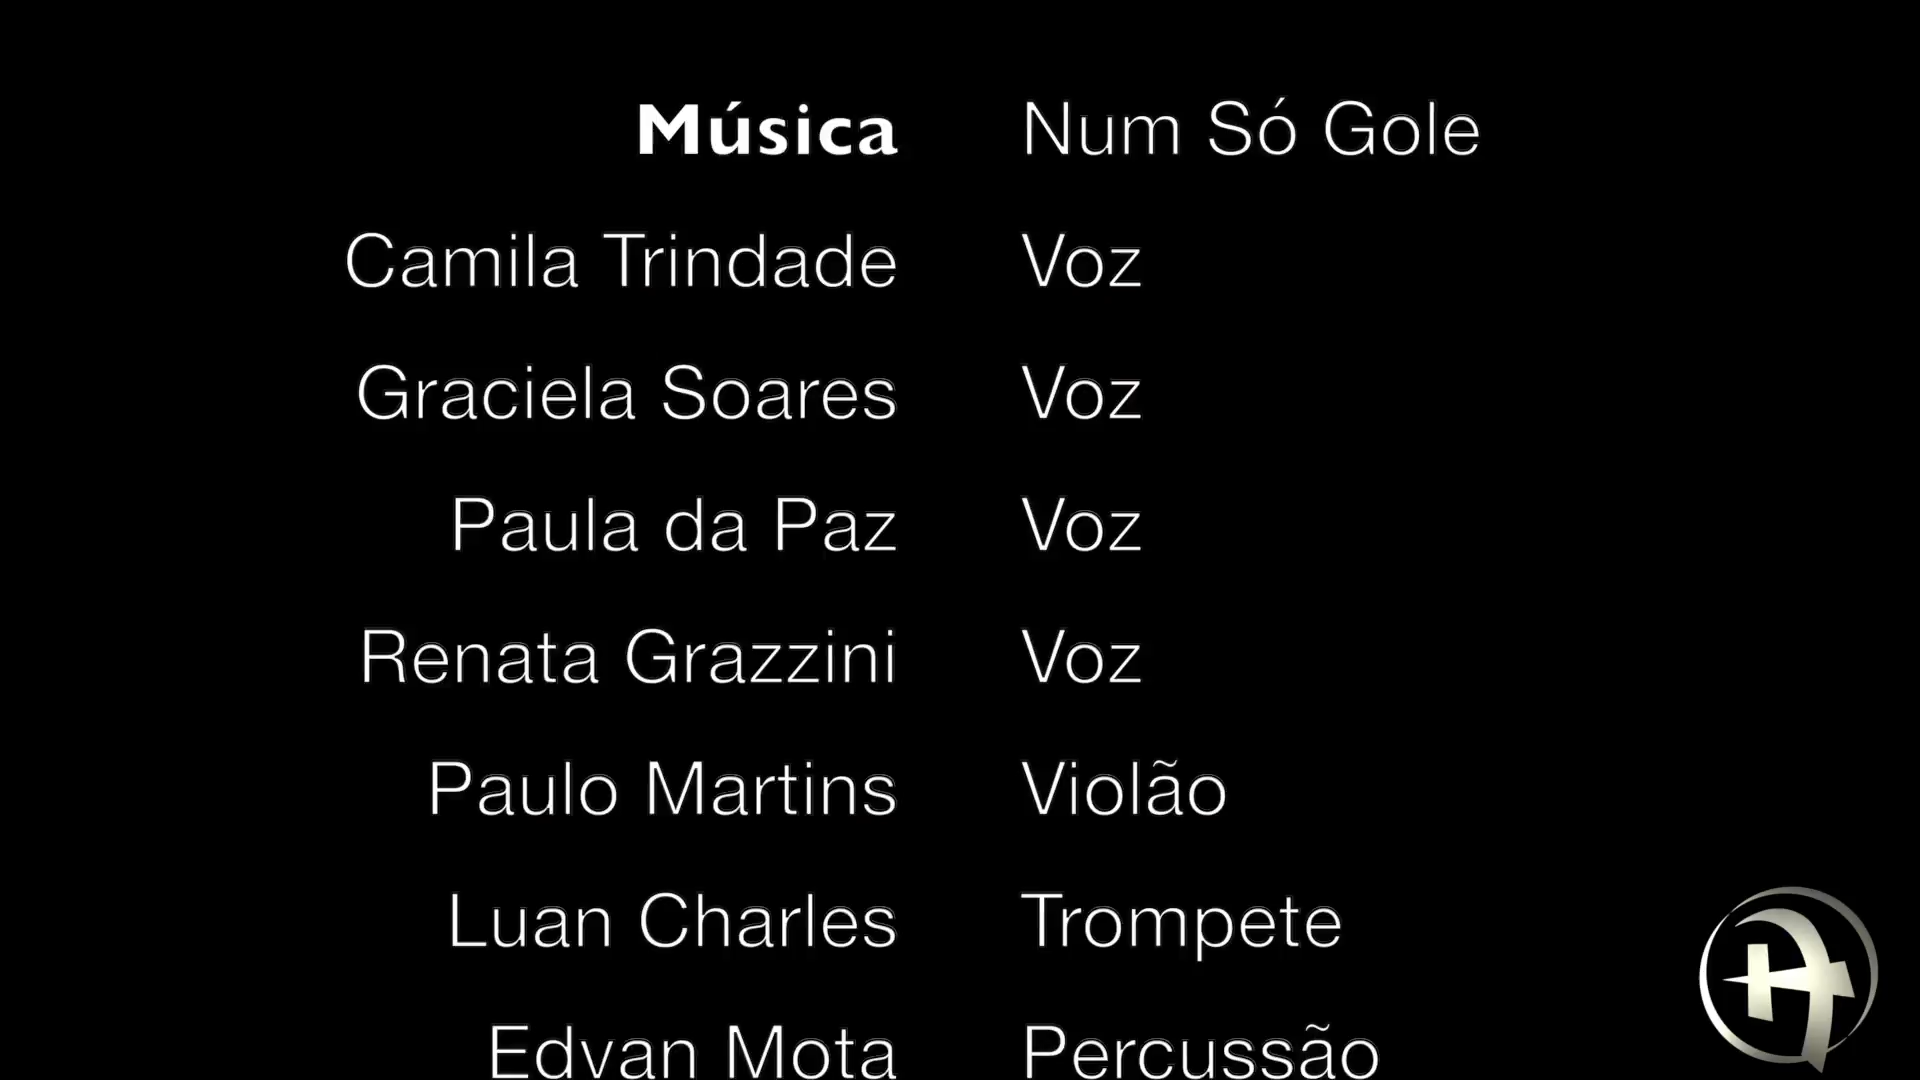 Música Num Só Gole
Camila Trindade Voz
Graciela Soares Voz
Paula da Paz Voz
Renata Grazzini Voz
Paulo Martins Violão
Luan Charles Trompete
Edvan Mota Percussão